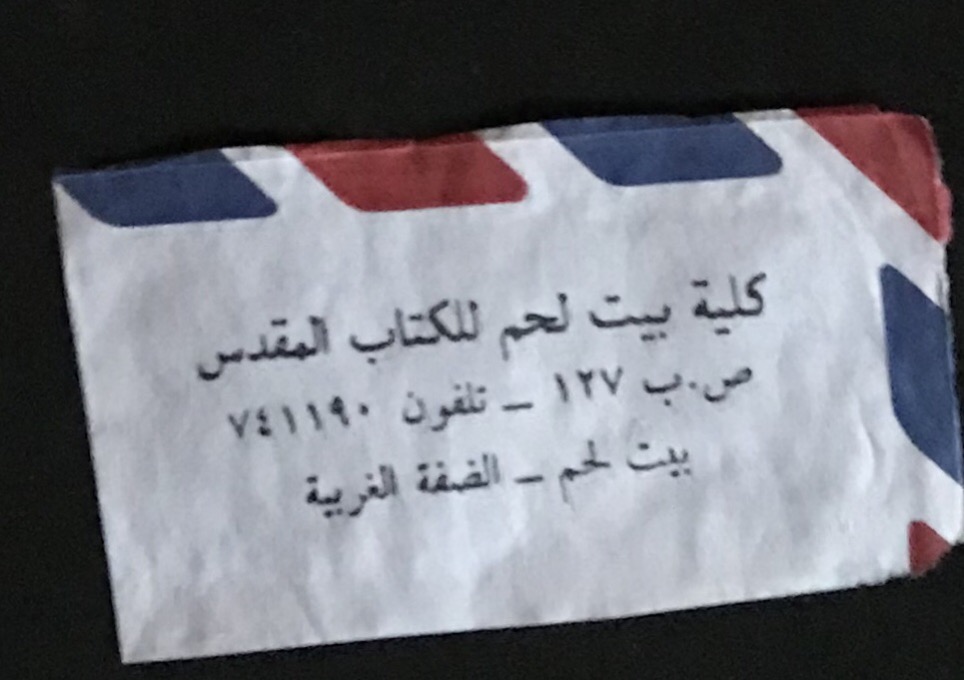 كلية بيت لحم للكتاب المقدس
ص.ب ١٢٧ ـ تلفون ٧٤١١٩٠
بيت لحم ـ الضفة الغربية